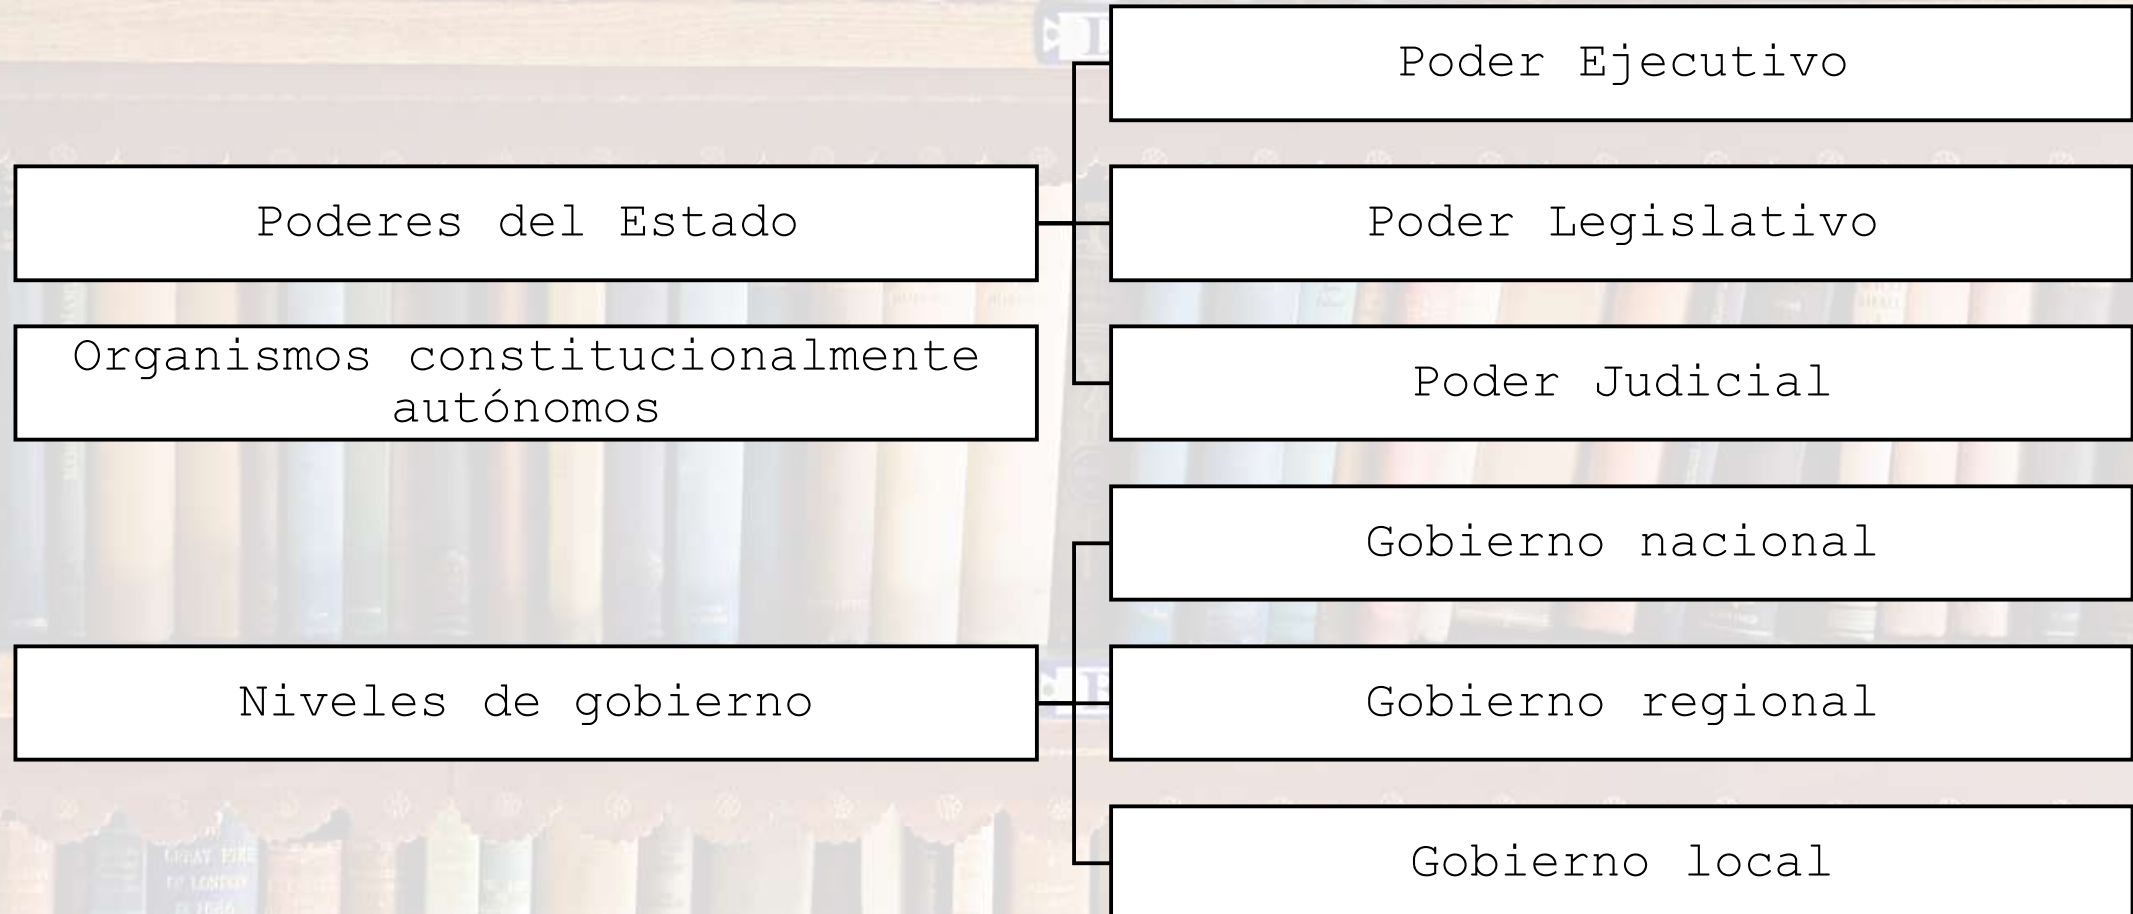 Poder Ejecutivo
Poderes del Estado
Poder Legislativo
Organismos constitucionalmente
autónomos
Poder Judicial
Gobierno nacional
Niveles de gobierno
Gobierno regional
Gobierno local